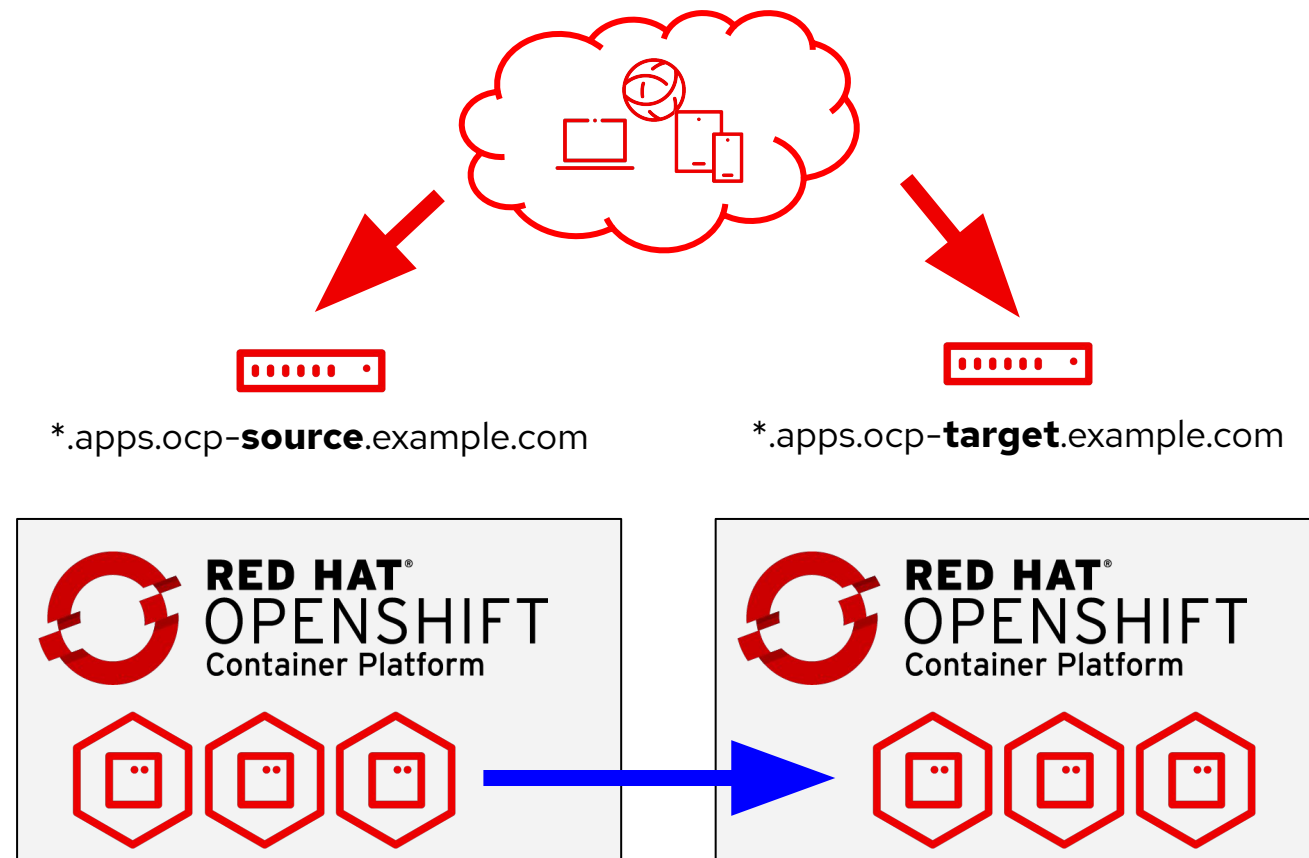 *.apps.ocp-source.example.com
*.apps.ocp-target.example.com
RED HAT®
OPENSHIFT
Container Platform
RED HAT®
OPENSHIFT
Container Platform